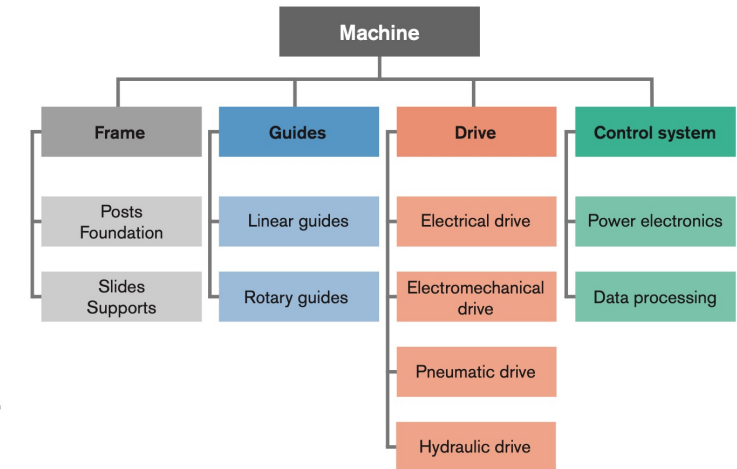 Machine
Frame
Guides
Drive
Control system
Posts
Foundation
Linear guides
Electrical drive
Power electronics
Slides
Supports
Rotary guides
Electromechanical
drive
Data processing
Pneumatic drive
Hydraulic drive